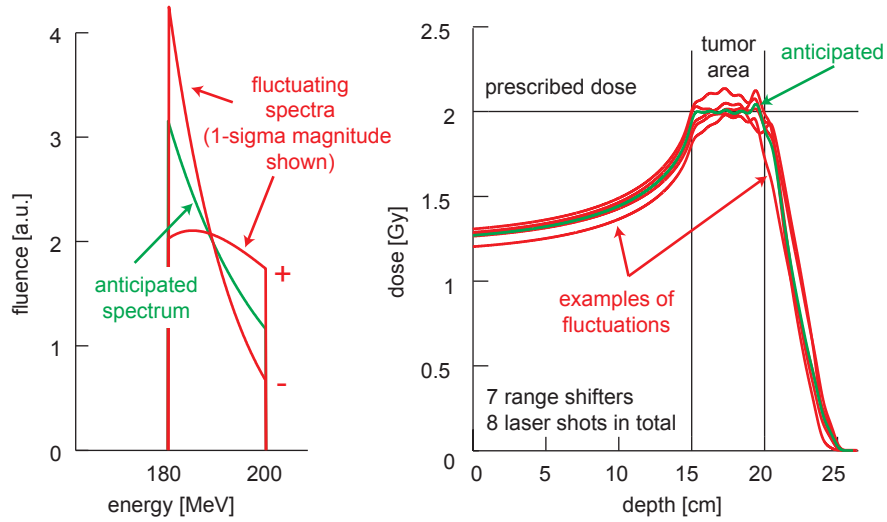 4
3
2
1
0
fluence [a.u.]
180
200
energy [MeV]
fluctuating
spectra
(1-sigma magnitude
shown)
anticipated
spectrum
+
-
2.5
2
1.5
1
0.5
0
dose [Gy]
0
5
10
15
20
25
depth [cm]
prescribed dose
tumor
area
anticipated
examples of
fluctuations
7 range shifters
8 laser shots in total